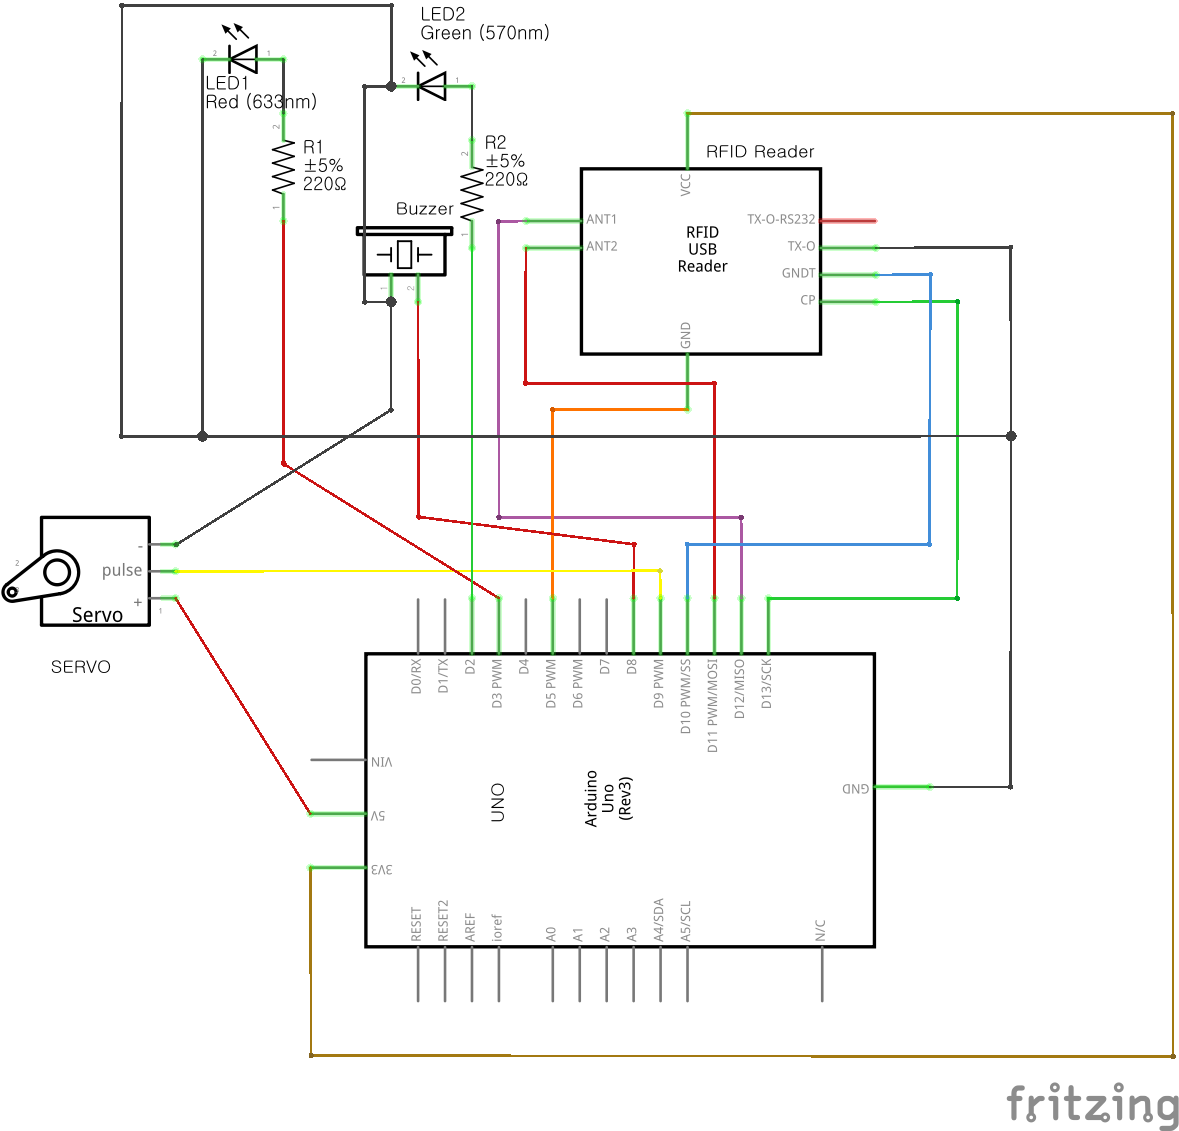 LED2
Green (570nm)
2
1
LED1
Red (633nm)
2
1
2
R1
±5%
220Ω
1
2
R2
±5%
220Ω
1
Buzzer
1
2
RFID Reader
VCC
ANT1
ANT2
RFID
USB
Reader
TX-O-RS232
TX-O
GNDT
CP
GND
-
pulse
+
2
1
Servo
SERVO
D0/RX
D1/TX
D2
D3 PWM
D4
D5 PWM
D6 PWM
D7
D8
D9 PWM
D10 PWM/SS
D11 PWM/MOSI
D12/MISO
D13/SCK
VIN
5V
3V3
UNO
Arduino
Uno
(Rev3)
GND
RESET
RESET2
AREF
ioref
A0
A1
A2
A3
A4/SDA
A5/SCL
N/C
fritzing